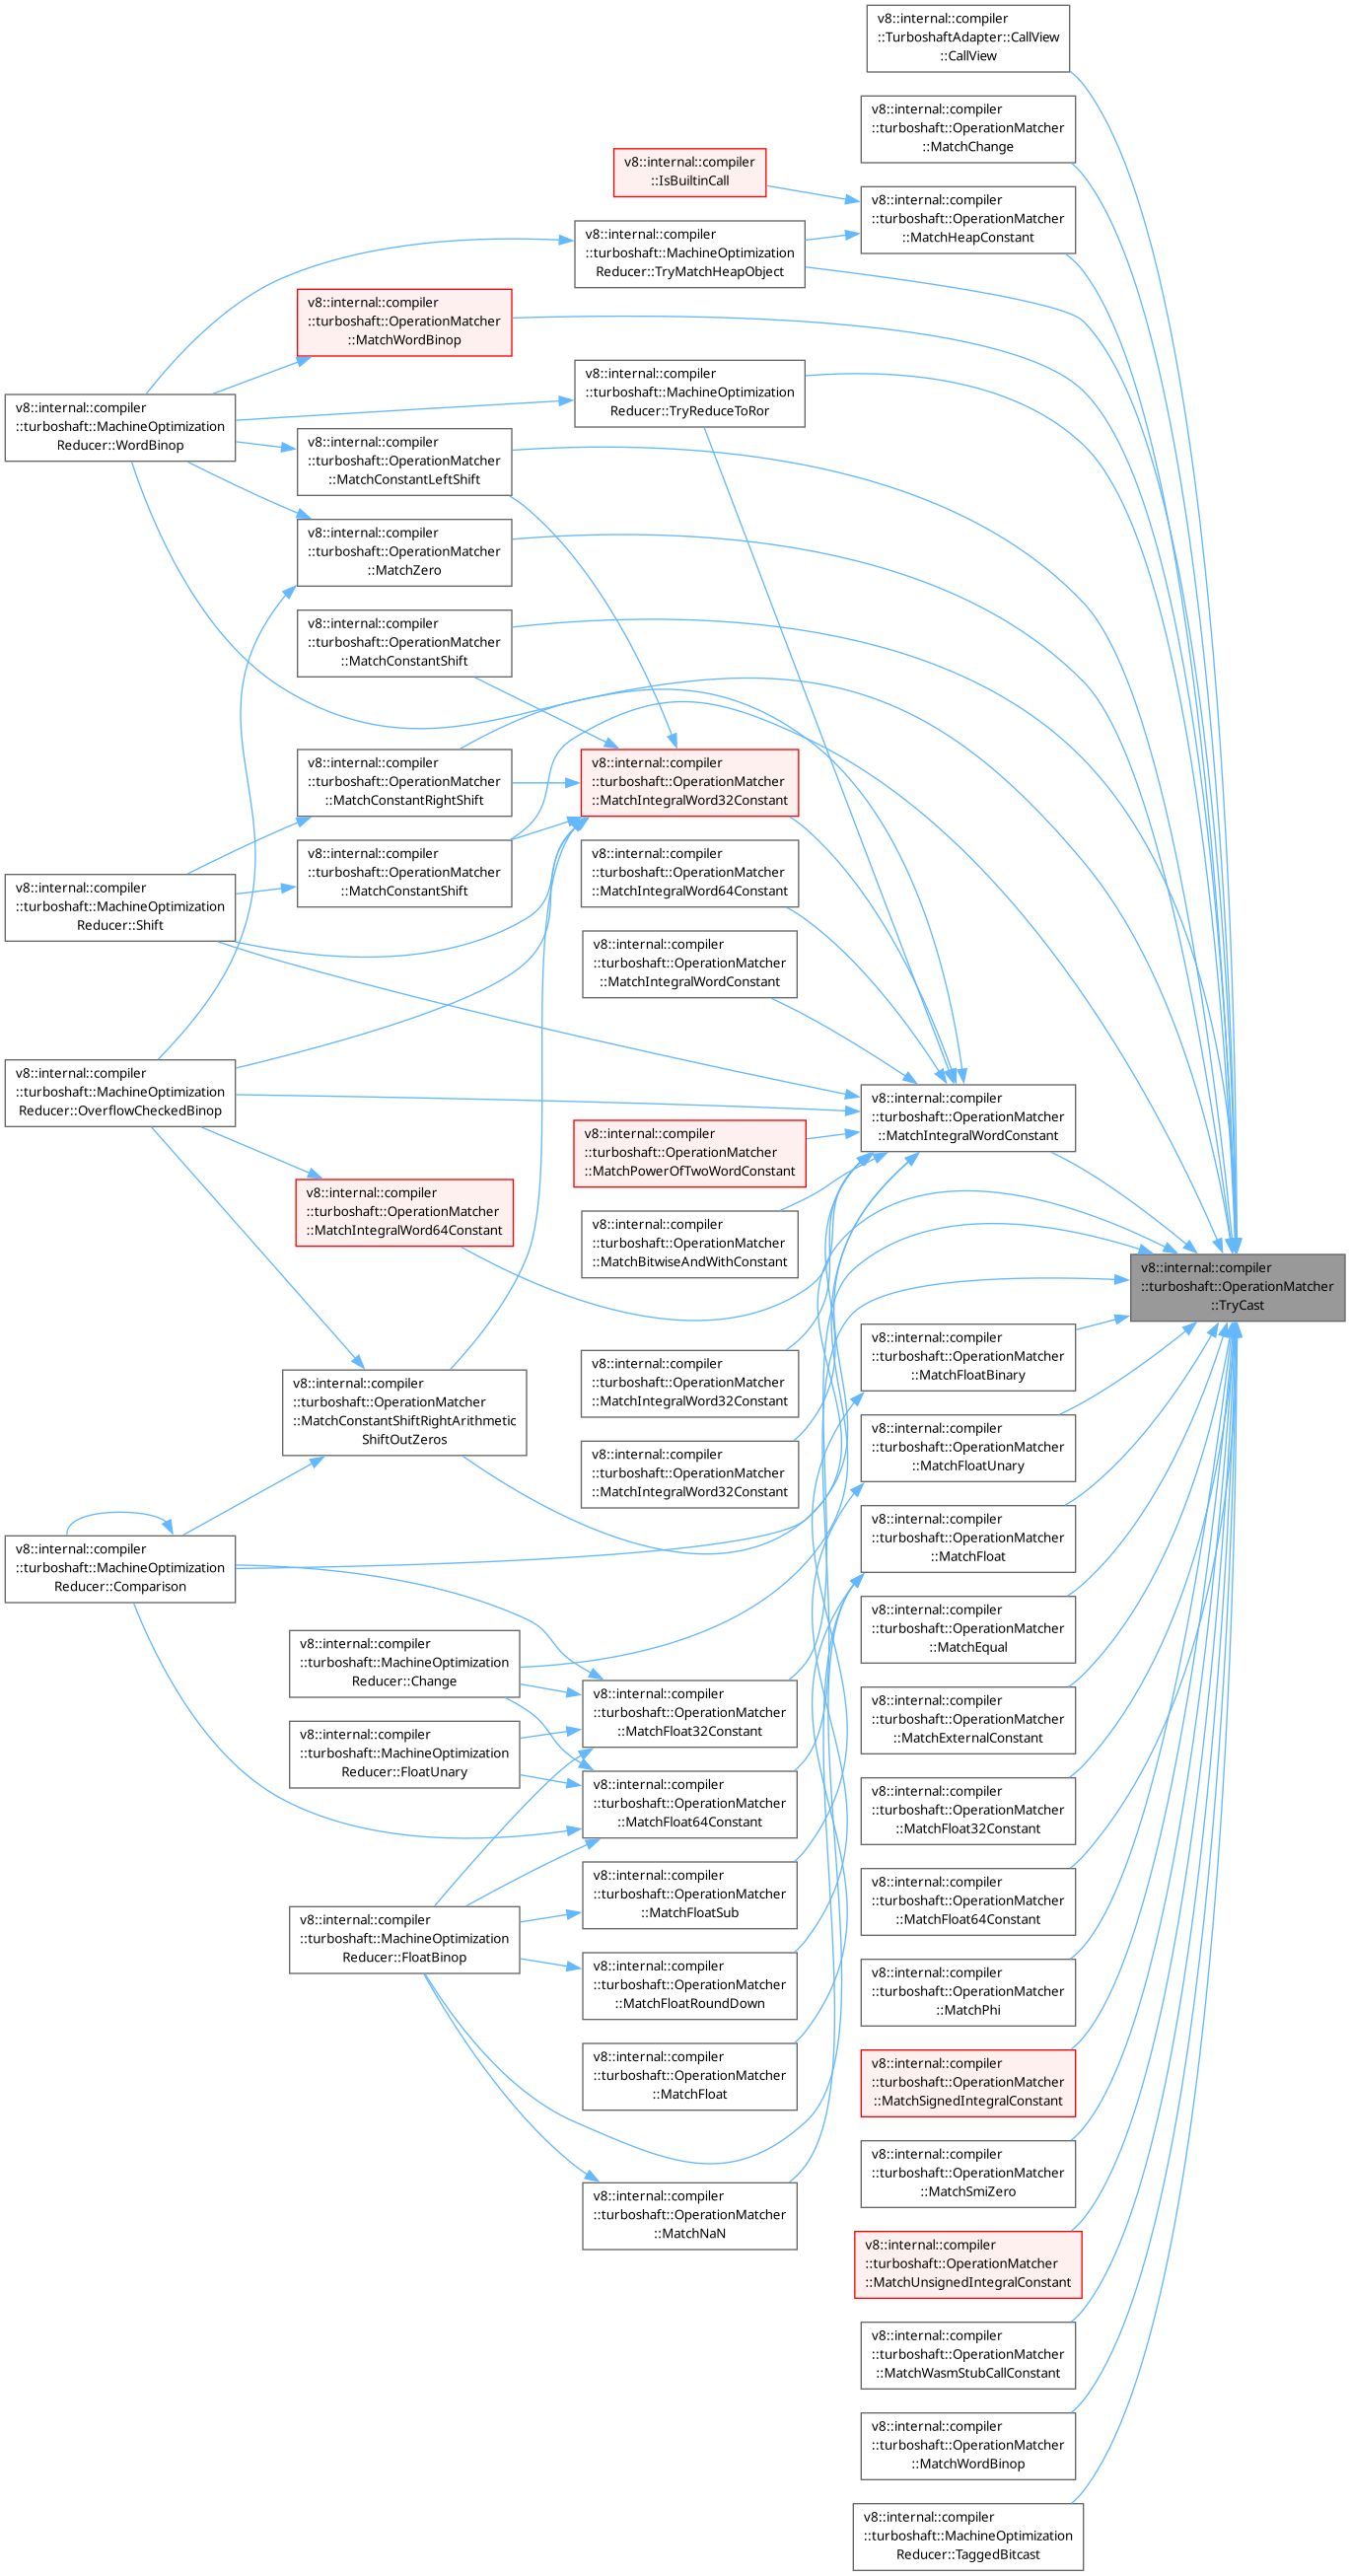 v8::internal::compiler
::TurboshaftAdapter::CallView
::CallView
v8::internal::compiler
::turboshaft::OperationMatcher
::MatchChange
v8::internal::compiler
::IsBuiltinCall
v8::internal::compiler
::turboshaft::OperationMatcher
::MatchHeapConstant
v8::internal::compiler
::turboshaft::MachineOptimization
Reducer::TryMatchHeapObject
v8::internal::compiler
::turboshaft::OperationMatcher
::MatchWordBinop
v8::internal::compiler
::turboshaft::MachineOptimization
Reducer::TryReduceToRor
v8::internal::compiler
::turboshaft::MachineOptimization
Reducer::WordBinop
v8::internal::compiler
::turboshaft::OperationMatcher
::MatchConstantLeftShift
v8::internal::compiler
::turboshaft::OperationMatcher
::MatchZero
v8::internal::compiler
::turboshaft::OperationMatcher
::MatchConstantShift
v8::internal::compiler
::turboshaft::OperationMatcher
::MatchConstantRightShift
v8::internal::compiler
::turboshaft::OperationMatcher
::MatchIntegralWord32Constant
v8::internal::compiler
::turboshaft::OperationMatcher
::MatchConstantShift
v8::internal::compiler
::turboshaft::OperationMatcher
::MatchIntegralWord64Constant
v8::internal::compiler
::turboshaft::MachineOptimization
Reducer::Shift
v8::internal::compiler
::turboshaft::OperationMatcher
::MatchIntegralWordConstant
v8::internal::compiler
::turboshaft::MachineOptimization
Reducer::OverflowCheckedBinop
v8::internal::compiler
::turboshaft::OperationMatcher
::MatchIntegralWordConstant
v8::internal::compiler
::turboshaft::OperationMatcher
::MatchPowerOfTwoWordConstant
v8::internal::compiler
::turboshaft::OperationMatcher
::MatchIntegralWord64Constant
v8::internal::compiler
::turboshaft::OperationMatcher
::MatchBitwiseAndWithConstant
v8::internal::compiler
::turboshaft::OperationMatcher
::TryCast
v8::internal::compiler
::turboshaft::OperationMatcher
::MatchFloatBinary
v8::internal::compiler
::turboshaft::OperationMatcher
::MatchIntegralWord32Constant
v8::internal::compiler
::turboshaft::OperationMatcher
::MatchConstantShiftRightArithmetic
ShiftOutZeros
v8::internal::compiler
::turboshaft::OperationMatcher
::MatchFloatUnary
v8::internal::compiler
::turboshaft::OperationMatcher
::MatchIntegralWord32Constant
v8::internal::compiler
::turboshaft::OperationMatcher
::MatchFloat
v8::internal::compiler
::turboshaft::MachineOptimization
Reducer::Comparison
v8::internal::compiler
::turboshaft::OperationMatcher
::MatchEqual
v8::internal::compiler
::turboshaft::MachineOptimization
Reducer::Change
v8::internal::compiler
::turboshaft::OperationMatcher
::MatchFloat32Constant
v8::internal::compiler
::turboshaft::OperationMatcher
::MatchExternalConstant
v8::internal::compiler
::turboshaft::MachineOptimization
Reducer::FloatUnary
v8::internal::compiler
::turboshaft::OperationMatcher
::MatchFloat64Constant
v8::internal::compiler
::turboshaft::OperationMatcher
::MatchFloat32Constant
v8::internal::compiler
::turboshaft::OperationMatcher
::MatchFloatSub
v8::internal::compiler
::turboshaft::OperationMatcher
::MatchFloat64Constant
v8::internal::compiler
::turboshaft::MachineOptimization
Reducer::FloatBinop
v8::internal::compiler
::turboshaft::OperationMatcher
::MatchFloatRoundDown
v8::internal::compiler
::turboshaft::OperationMatcher
::MatchPhi
v8::internal::compiler
::turboshaft::OperationMatcher
::MatchFloat
v8::internal::compiler
::turboshaft::OperationMatcher
::MatchSignedIntegralConstant
v8::internal::compiler
::turboshaft::OperationMatcher
::MatchSmiZero
v8::internal::compiler
::turboshaft::OperationMatcher
::MatchNaN
v8::internal::compiler
::turboshaft::OperationMatcher
::MatchUnsignedIntegralConstant
v8::internal::compiler
::turboshaft::OperationMatcher
::MatchWasmStubCallConstant
v8::internal::compiler
::turboshaft::OperationMatcher
::MatchWordBinop
v8::internal::compiler
::turboshaft::MachineOptimization
Reducer::TaggedBitcast